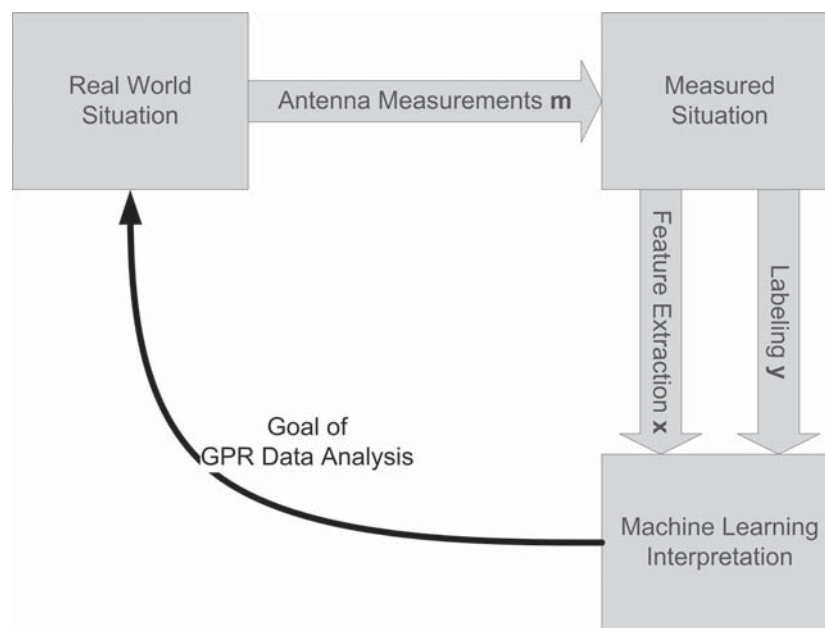 Real World
Situation
Antenna Measurements m
Measured
Situation
Feature Extraction x
Labeling y
Goal of
GPR Data Analysis
Machine Learning
Interpretation